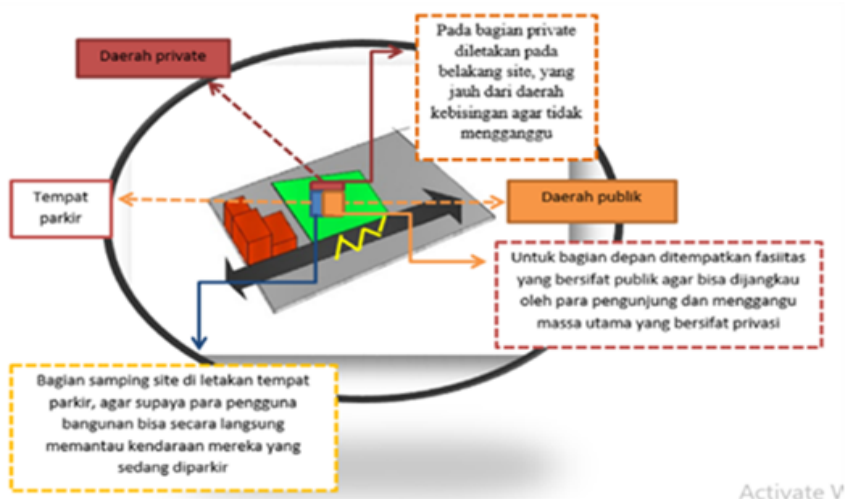 Daerah private
Pada bagian private
diletakan pada
belakang site, yang
jauh dari daerah
kebisingan agar tidak
mengganggu
Tempat
parkir
Daerah publik
Untuk bagian depan ditempatkan fasiitas
yang bersifat publik agar bisa dijangkau
oleh para pengunjung dan menggangu
massa utama yang bersifat privasi
Bagian samping site di letakan tempat
parkir, agar supaya para pengguna
bangunan bisa secara langsung
memantau kendaraan mereka yang
sedang diparkir
Activate W